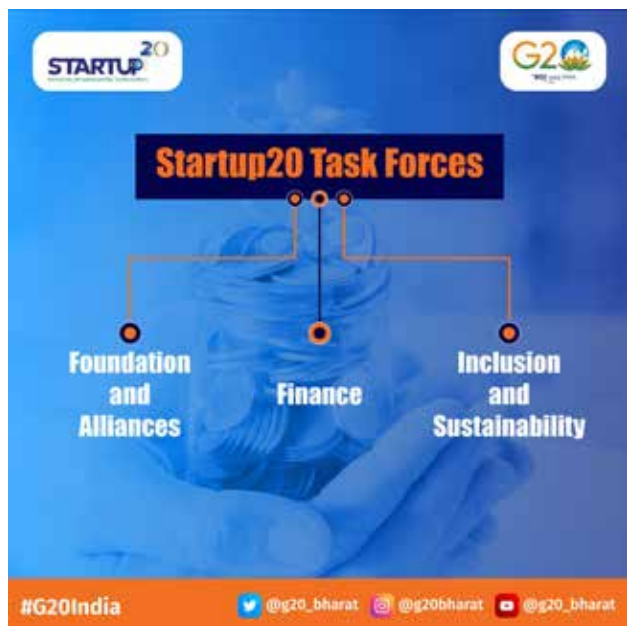 STARTUP20
G20
Startup20 Task Forces
Foundation
and
Alliances
Finance
Inclusion
and
Sustainability
#G20India
@g20_bharat
@g20bharat
@g20_bharat